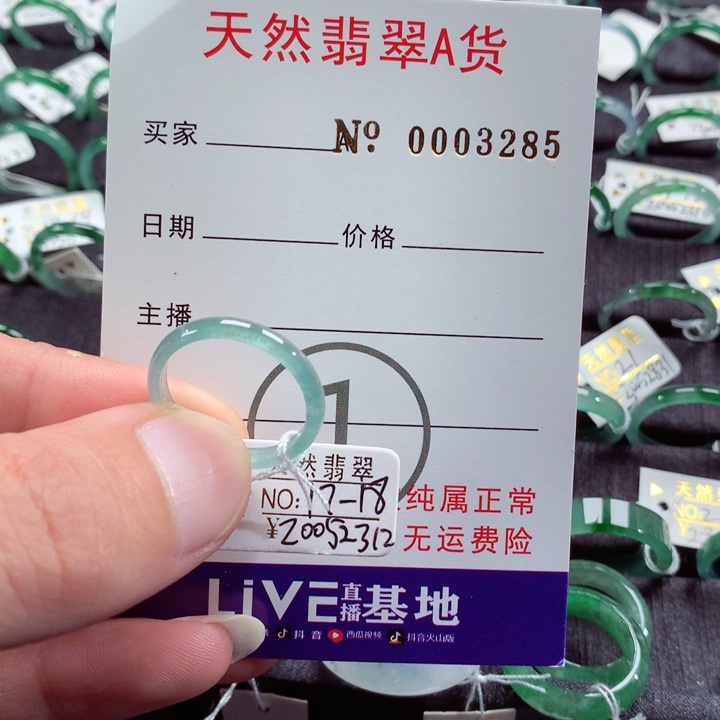 天然翡翠A货
买家
Nº 0003285
日期
价格
主播
1
然翡翠
NO: 17-18
¥20052312
纯属正常
无运费险
LiVE直播基地
抖音
西瓜视频
抖音火山版